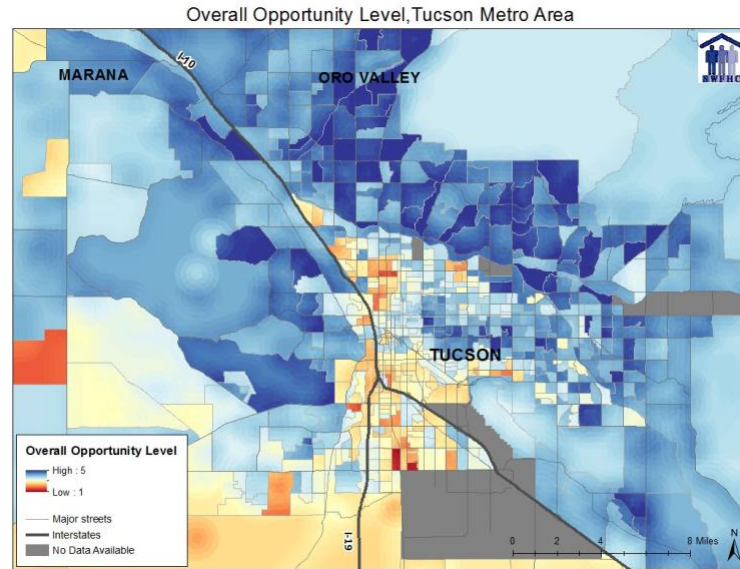 Overall Opportunity Level,Tucson Metro Area
I-10
MARANA
ORO VALLEY
NWFHC
TUCSON
Overall Opportunity Level
High : 5
Low : 1
Major streets
Interstates
No Data Available
I-19
0 2 4 8 Miles
N